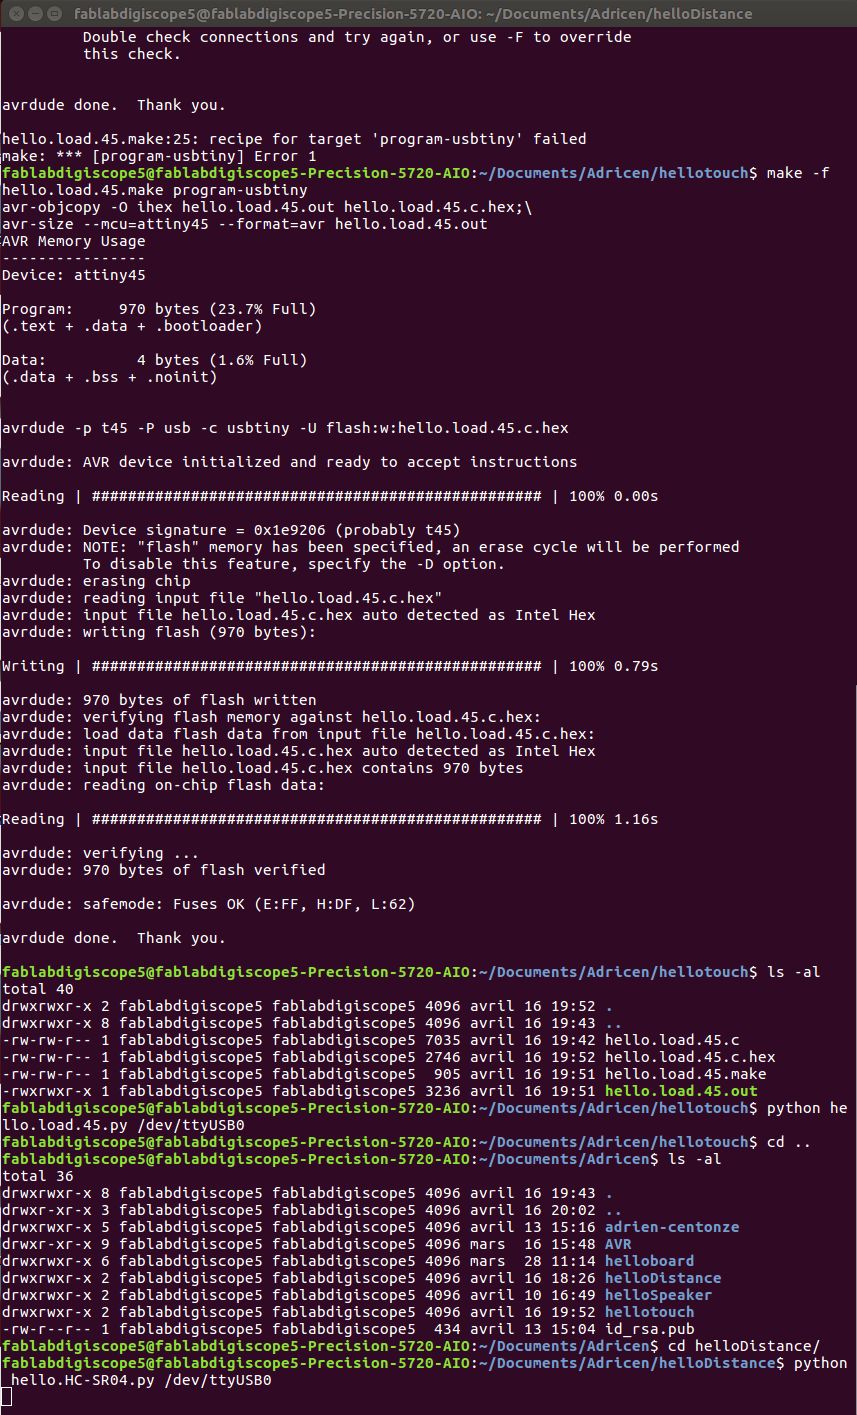 fablabdigiscope5@fablabdigiscope5-Precision-5720-AIO: ~/Documents/Adricen/helloDistance
Double check connections and try again, or use -F to override
this check.
avrdude done.  Thank you.
hello.load.45.make:25: recipe for target 'program-usbtiny' failed
make: *** [program-usbtiny] Error 1
fablabdigiscope5@fablabdigiscope5-Precision-5720-AIO:~/Documents/Adricen/hellotouch$ make -f
hello.load.45.make program-usbtiny
avr-objcopy -O ihex hello.load.45.out hello.load.45.c.hex;\
avr-size --mcu=attiny45 --format=avr hello.load.45.out
AVR Memory Usage
----------------
Device: attiny45
Program:     970 bytes (23.7% Full)
(.text + .data + .bootloader)
Data:          4 bytes (1.6% Full)
(.data + .bss + .noinit)
avrdude -p t45 -P usb -c usbtiny -U flash:w:hello.load.45.c.hex
avrdude: AVR device initialized and ready to accept instructions
Reading | ################################################## | 100% 0.00s
avrdude: Device signature = 0x1e9206 (probably t45)
avrdude: NOTE: "flash" memory has been specified, an erase cycle will be performed
To disable this feature, specify the -D option.
avrdude: erasing chip
avrdude: reading input file "hello.load.45.c.hex"
avrdude: input file hello.load.45.c.hex auto detected as Intel Hex
avrdude: writing flash (970 bytes):
Writing | ################################################## | 100% 0.79s
avrdude: 970 bytes of flash written
avrdude: verifying flash memory against hello.load.45.c.hex:
avrdude: load data flash data from input file hello.load.45.c.hex:
avrdude: input file hello.load.45.c.hex auto detected as Intel Hex
avrdude: input file hello.load.45.c.hex contains 970 bytes
avrdude: reading on-chip flash data:
Reading | ################################################## | 100% 1.16s
avrdude: verifying ...
avrdude: 970 bytes of flash verified
avrdude: safemode: Fuses OK (E:FF, H:DF, L:62)
avrdude done.  Thank you.
fablabdigiscope5@fablabdigiscope5-Precision-5720-AIO:~/Documents/Adricen/hellotouch$ ls -al
total 40
drwxrwxr-x 2 fablabdigiscope5 fablabdigiscope5 4096 avril 16 19:52 .
drwxrwxr-x 8 fablabdigiscope5 fablabdigiscope5 4096 avril 16 19:43 ..
-rw-rw-r-- 1 fablabdigiscope5 fablabdigiscope5 7035 avril 16 19:42 hello.load.45.c
-rw-rw-r-- 1 fablabdigiscope5 fablabdigiscope5 2746 avril 16 19:52 hello.load.45.c.hex
-rw-rw-r-- 1 fablabdigiscope5 fablabdigiscope5  905 avril 16 19:51 hello.load.45.make
-rwxrwxr-x 1 fablabdigiscope5 fablabdigiscope5 3236 avril 16 19:51 hello.load.45.out
fablabdigiscope5@fablabdigiscope5-Precision-5720-AIO:~/Documents/Adricen/hellotouch$ python he
llo.load.45.py /dev/ttyUSB0
fablabdigiscope5@fablabdigiscope5-Precision-5720-AIO:~/Documents/Adricen/hellotouch$ cd ..
fablabdigiscope5@fablabdigiscope5-Precision-5720-AIO:~/Documents/Adricen$ ls -al
total 36
drwxrwxr-x 8 fablabdigiscope5 fablabdigiscope5 4096 avril 16 19:43 .
drwxr-xr-x 3 fablabdigiscope5 fablabdigiscope5 4096 avril 16 20:02 ..
drwxrwxr-x 5 fablabdigiscope5 fablabdigiscope5 4096 avril 13 15:16 adrien-centonze
drwxr-xr-x 9 fablabdigiscope5 fablabdigiscope5 4096 mars  16 15:48 AVR
drwxrwxr-x 6 fablabdigiscope5 fablabdigiscope5 4096 mars  28 11:14 helloboard
drwxrwxr-x 2 fablabdigiscope5 fablabdigiscope5 4096 avril 16 18:26 helloDistance
drwxrwxr-x 2 fablabdigiscope5 fablabdigiscope5 4096 avril 10 16:49 helloSpeaker
drwxrwxr-x 2 fablabdigiscope5 fablabdigiscope5 4096 avril 16 19:52 hellotouch
-rw-r--r-- 1 fablabdigiscope5 fablabdigiscope5  434 avril 13 15:04 id_rsa.pub
fablabdigiscope5@fablabdigiscope5-Precision-5720-AIO:~/Documents/Adricen$ cd helloDistance/
fablabdigiscope5@fablabdigiscope5-Precision-5720-AIO:~/Documents/Adricen/helloDistance$ python
hello.HC-SR04.py /dev/ttyUSB0